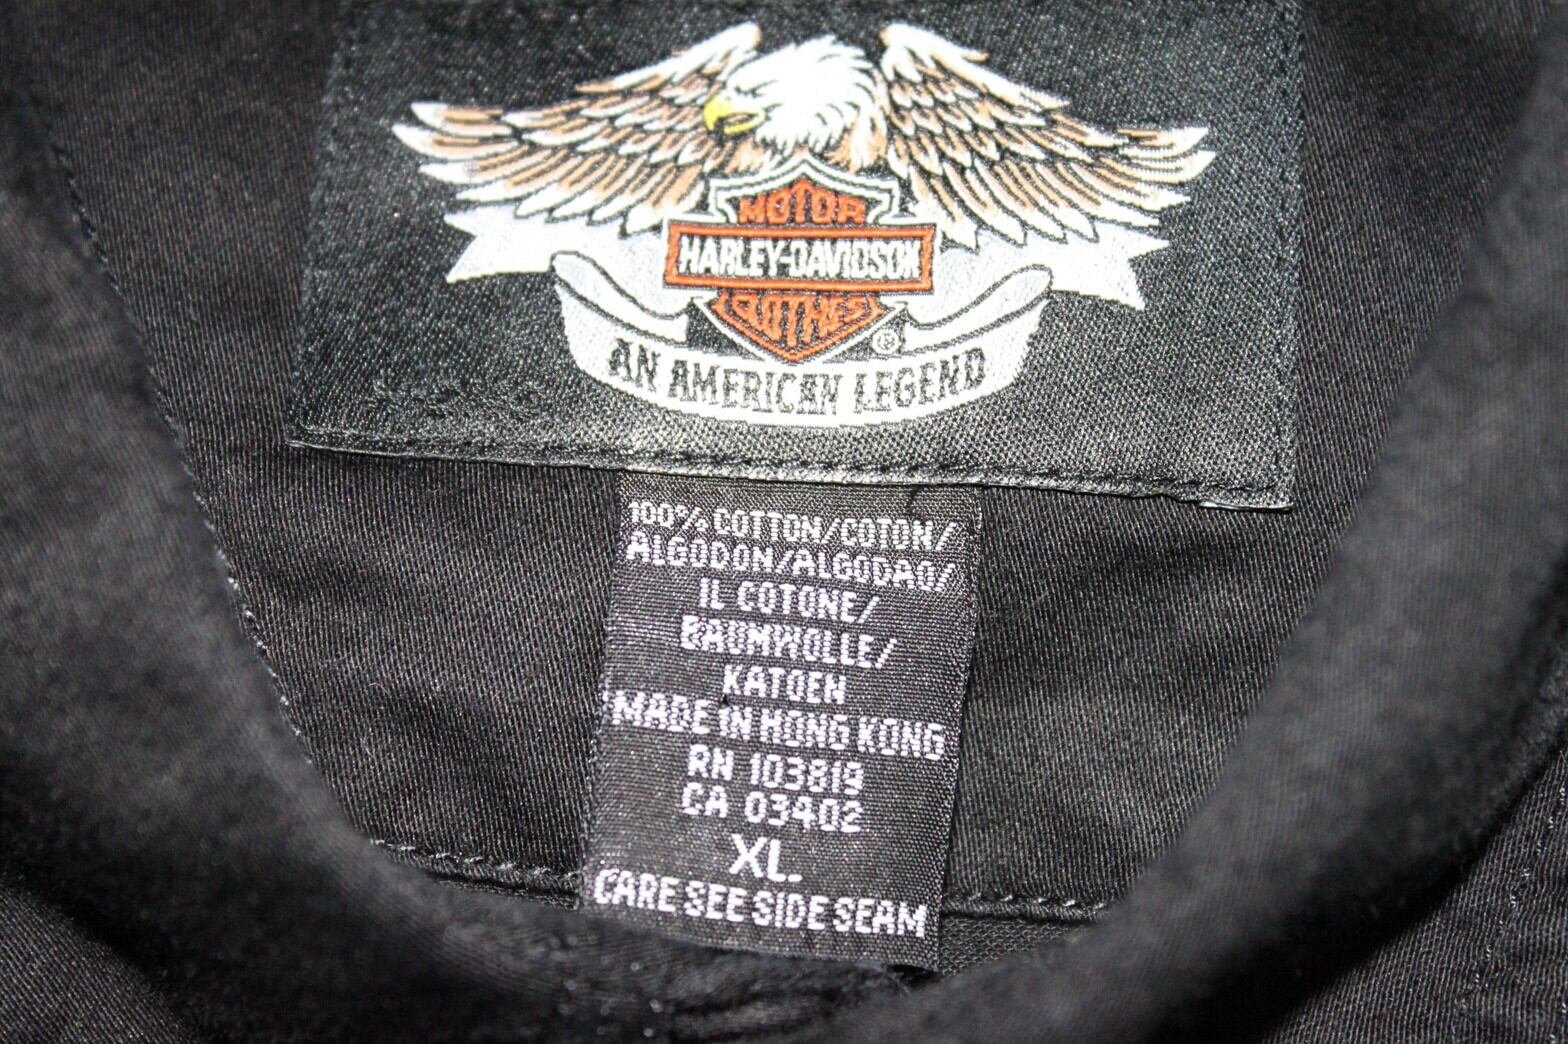 MOTOR
HARLEY-DAVIDSON
CLOTHES
®
AN AMERICAN LEGEND
100% COTTON/COTON/
ALGODON/ALGODAO/
IL COTONE/
BAUMWOLLE/
KATOEN
MADE IN HONG KONG
RN 103819
CA 03402
XL
CARE SEE SIDE SEAM